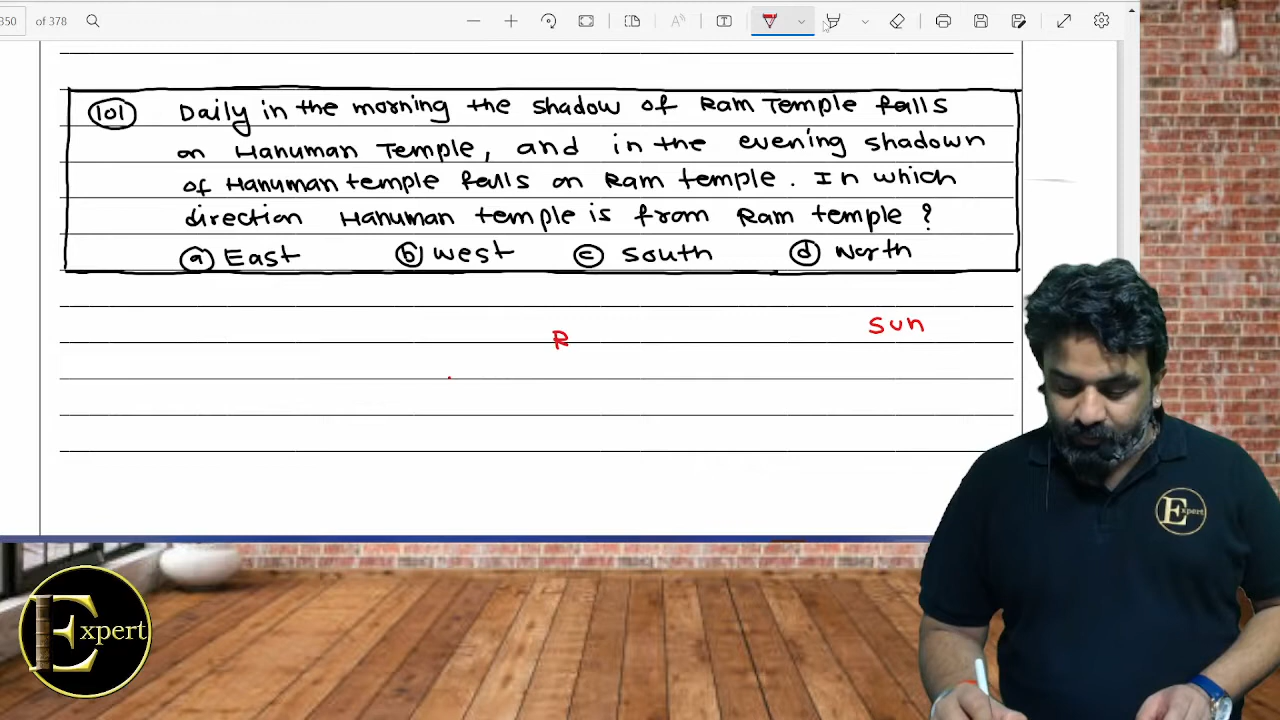 350 of 378
101 Daily in the morning the shadow of Ram Temple falls
on Hanuman Temple, and in the evening shadown
of Hanuman temple falls on Ram temple. In which
direction Hanuman temple is from Ram temple ?
a East b west c south d North
R Sun
Expert
Expert